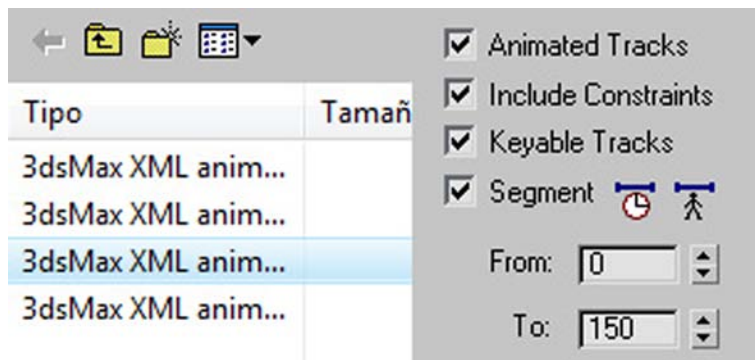 Tipo
Tamañ
3dsMax XML anim...
3dsMax XML anim...
3dsMax XML anim...
3dsMax XML anim...
Animated Tracks
Include Constraints
Keyable Tracks
Segment
From: 0
To: 150